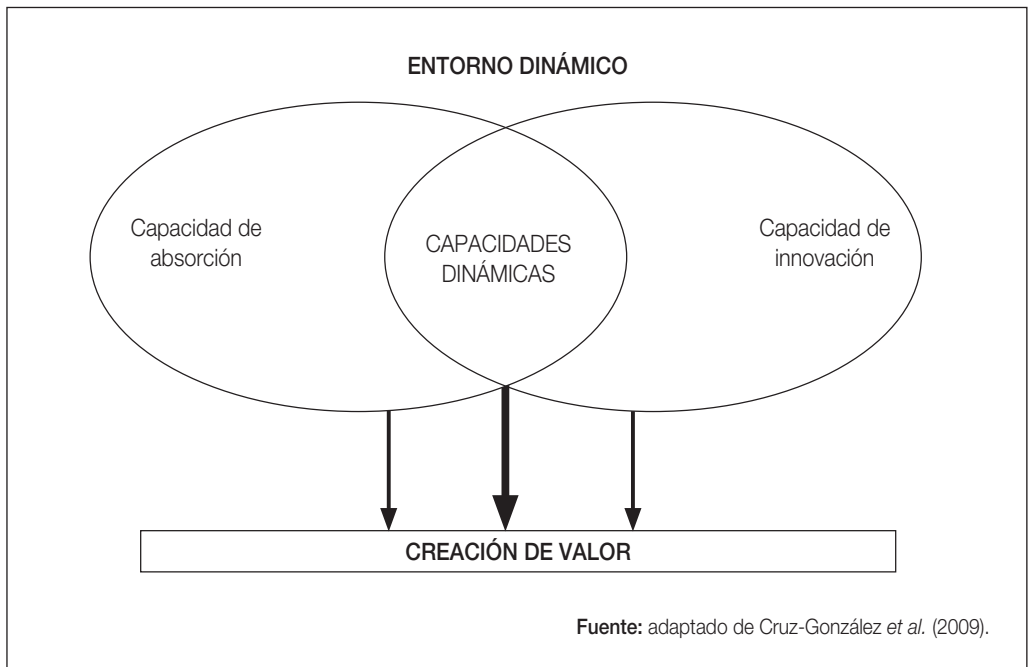 ENTORNO DINÁMICO
Capacidad de
absorción
CAPACIDADES
DINÁMICAS
Capacidad de
innovación
CREACIÓN DE VALOR
Fuente: adaptado de Cruz-González et al. (2009).